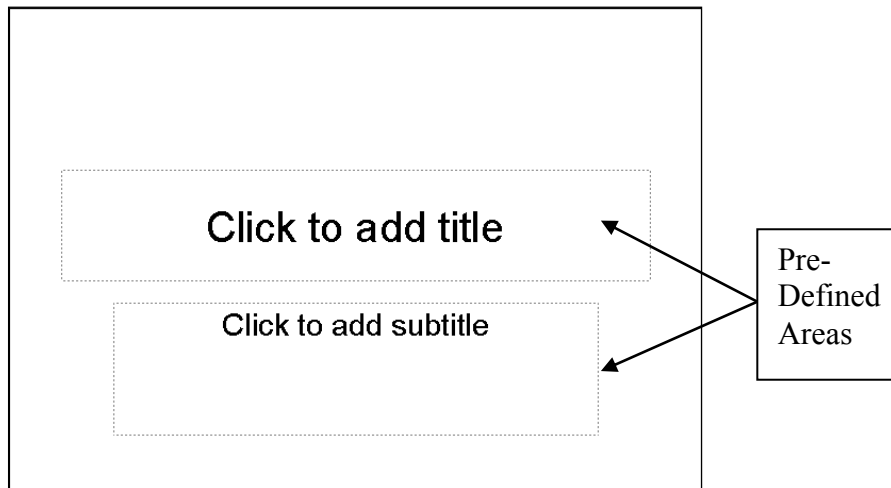 Click to add title
Click to add subtitle
Pre-
Defined
Areas